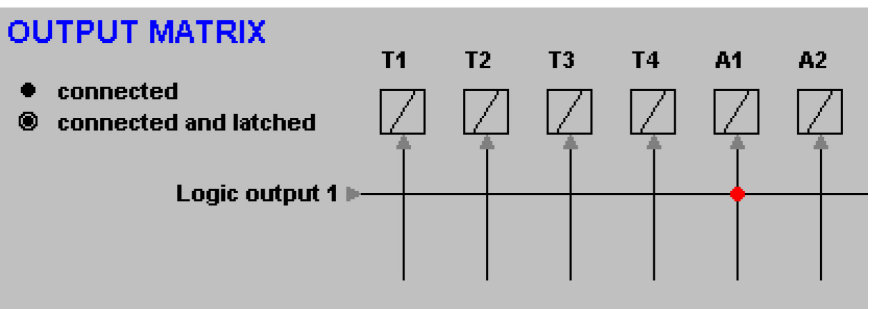 OUTPUT MATRIX
T1 T2 T3 T4 A1 A2
connected
connected and latched
Logic output 1